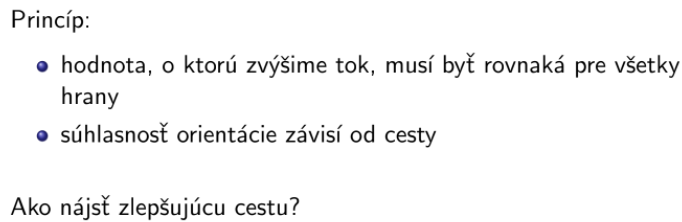 Princíp:
hodnota, o ktorú zvýšime tok, musí byť rovnaká pre všetky
hrany
súhlasnosť orientácie závisí od cesty
Ako nájsť zlepšujúcu cestu?